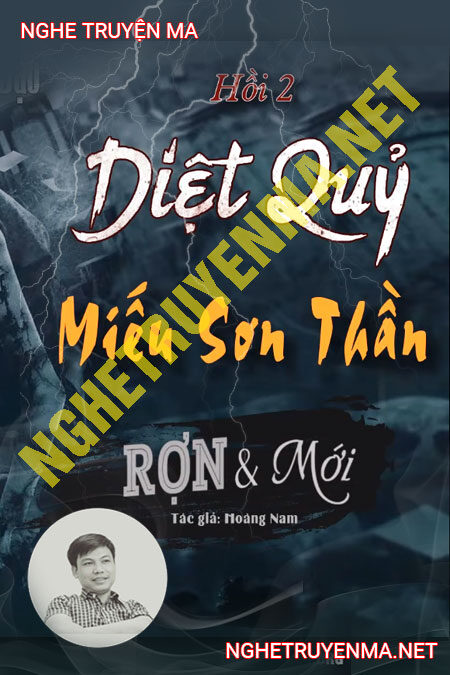 NGHE TRUYỆN MA
Hồi 2
Diệt Quỷ
NGHETRUYENMA.NET
Miếu Sơn Thần
RỢN & Mới
Tác giả: Hoàng Nam
NGHETRUYENMA.NET